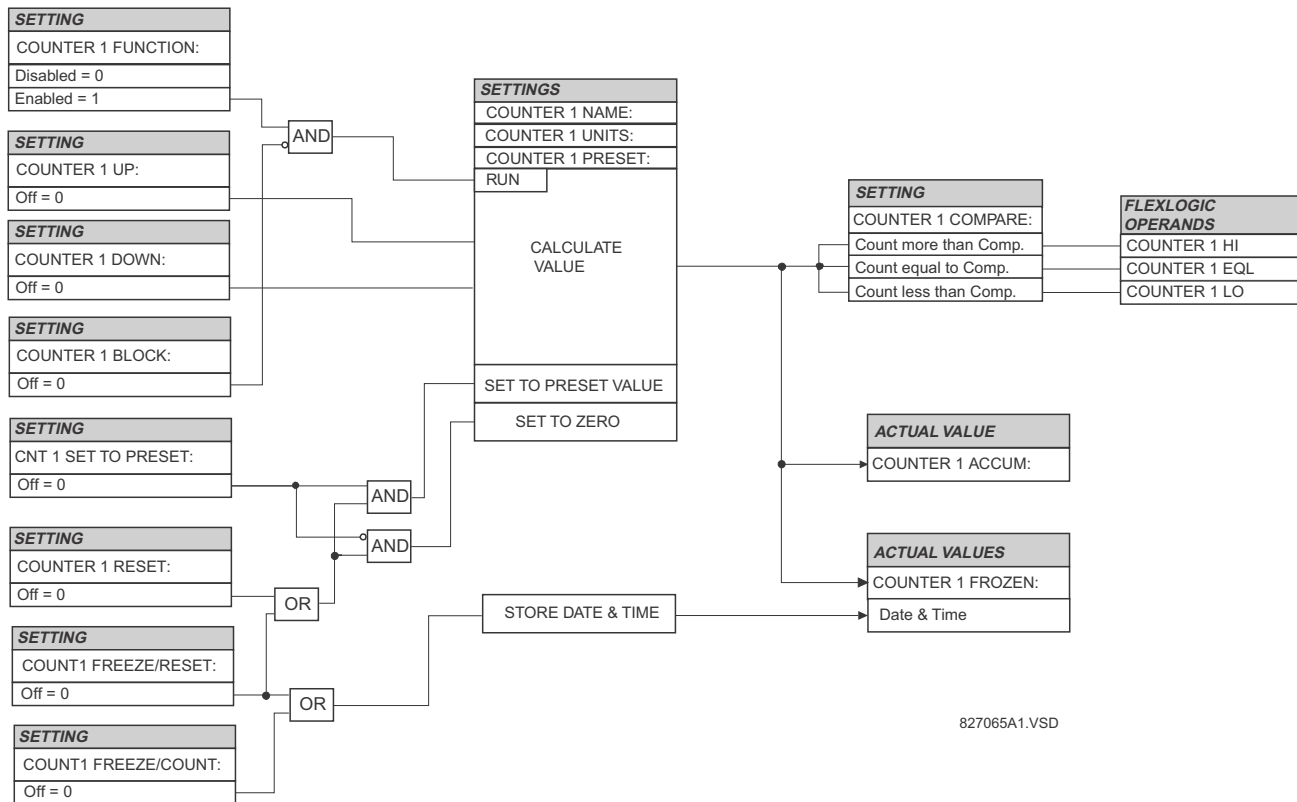 SETTING
COUNTER 1 FUNCTION:
Disabled = 0
Enabled = 1
SETTING
COUNTER 1 UP:
Off = 0
SETTING
COUNTER 1 DOWN:
Off = 0
SETTING
COUNTER 1 BLOCK:
Off = 0
SETTING
CNT 1 SET TO PRESET:
Off = 0
SETTING
COUNTER 1 RESET:
Off = 0
SETTING
COUNT1 FREEZE/RESET:
Off = 0
SETTING
COUNT1 FREEZE/COUNT:
Off = 0
AND
AND
AND
OR
OR
SETTINGS
COUNTER 1 NAME:
COUNTER 1 UNITS:
COUNTER 1 PRESET:
RUN
CALCULATE
VALUE
SET TO PRESET VALUE
SET TO ZERO
STORE DATE & TIME
SETTING
COUNTER 1 COMPARE:
Count more than Comp.
Count equal to Comp.
Count less than Comp.
FLEXLOGIC
OPERANDS
COUNTER 1 HI
COUNTER 1 EQL
COUNTER 1 LO
ACTUAL VALUE
COUNTER 1 ACCUM:
ACTUAL VALUES
COUNTER 1 FROZEN:
Date & Time
827065A1.VSD